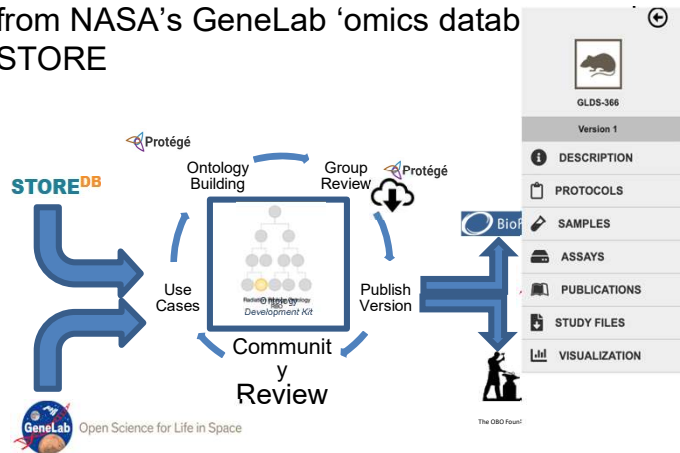 from NASA's GeneLab 'omics datab
STORE
GLDS-366
Version 1
DESCRIPTION
PROTOCOLS
SAMPLES
ASSAYS
PUBLICATIONS
STUDY FILES
VISUALIZATION
Protégé
Ontology
Building
Group
Review
Protégé
STOREDB
BioP
Use
Cases
Development Kit
Publish
Version
Communit
y
Review
The OBO Foun
GeneLab
Open Science for Life in Space